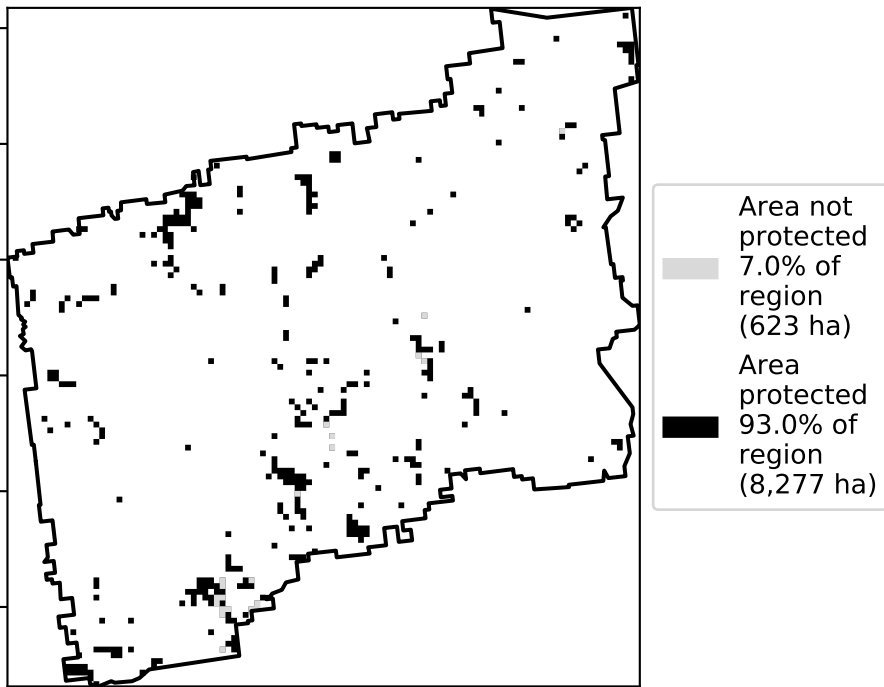 Area not
protected
7.0% of
region
(623 ha)
Area
protected
93.0% of
region
(8,277 ha)